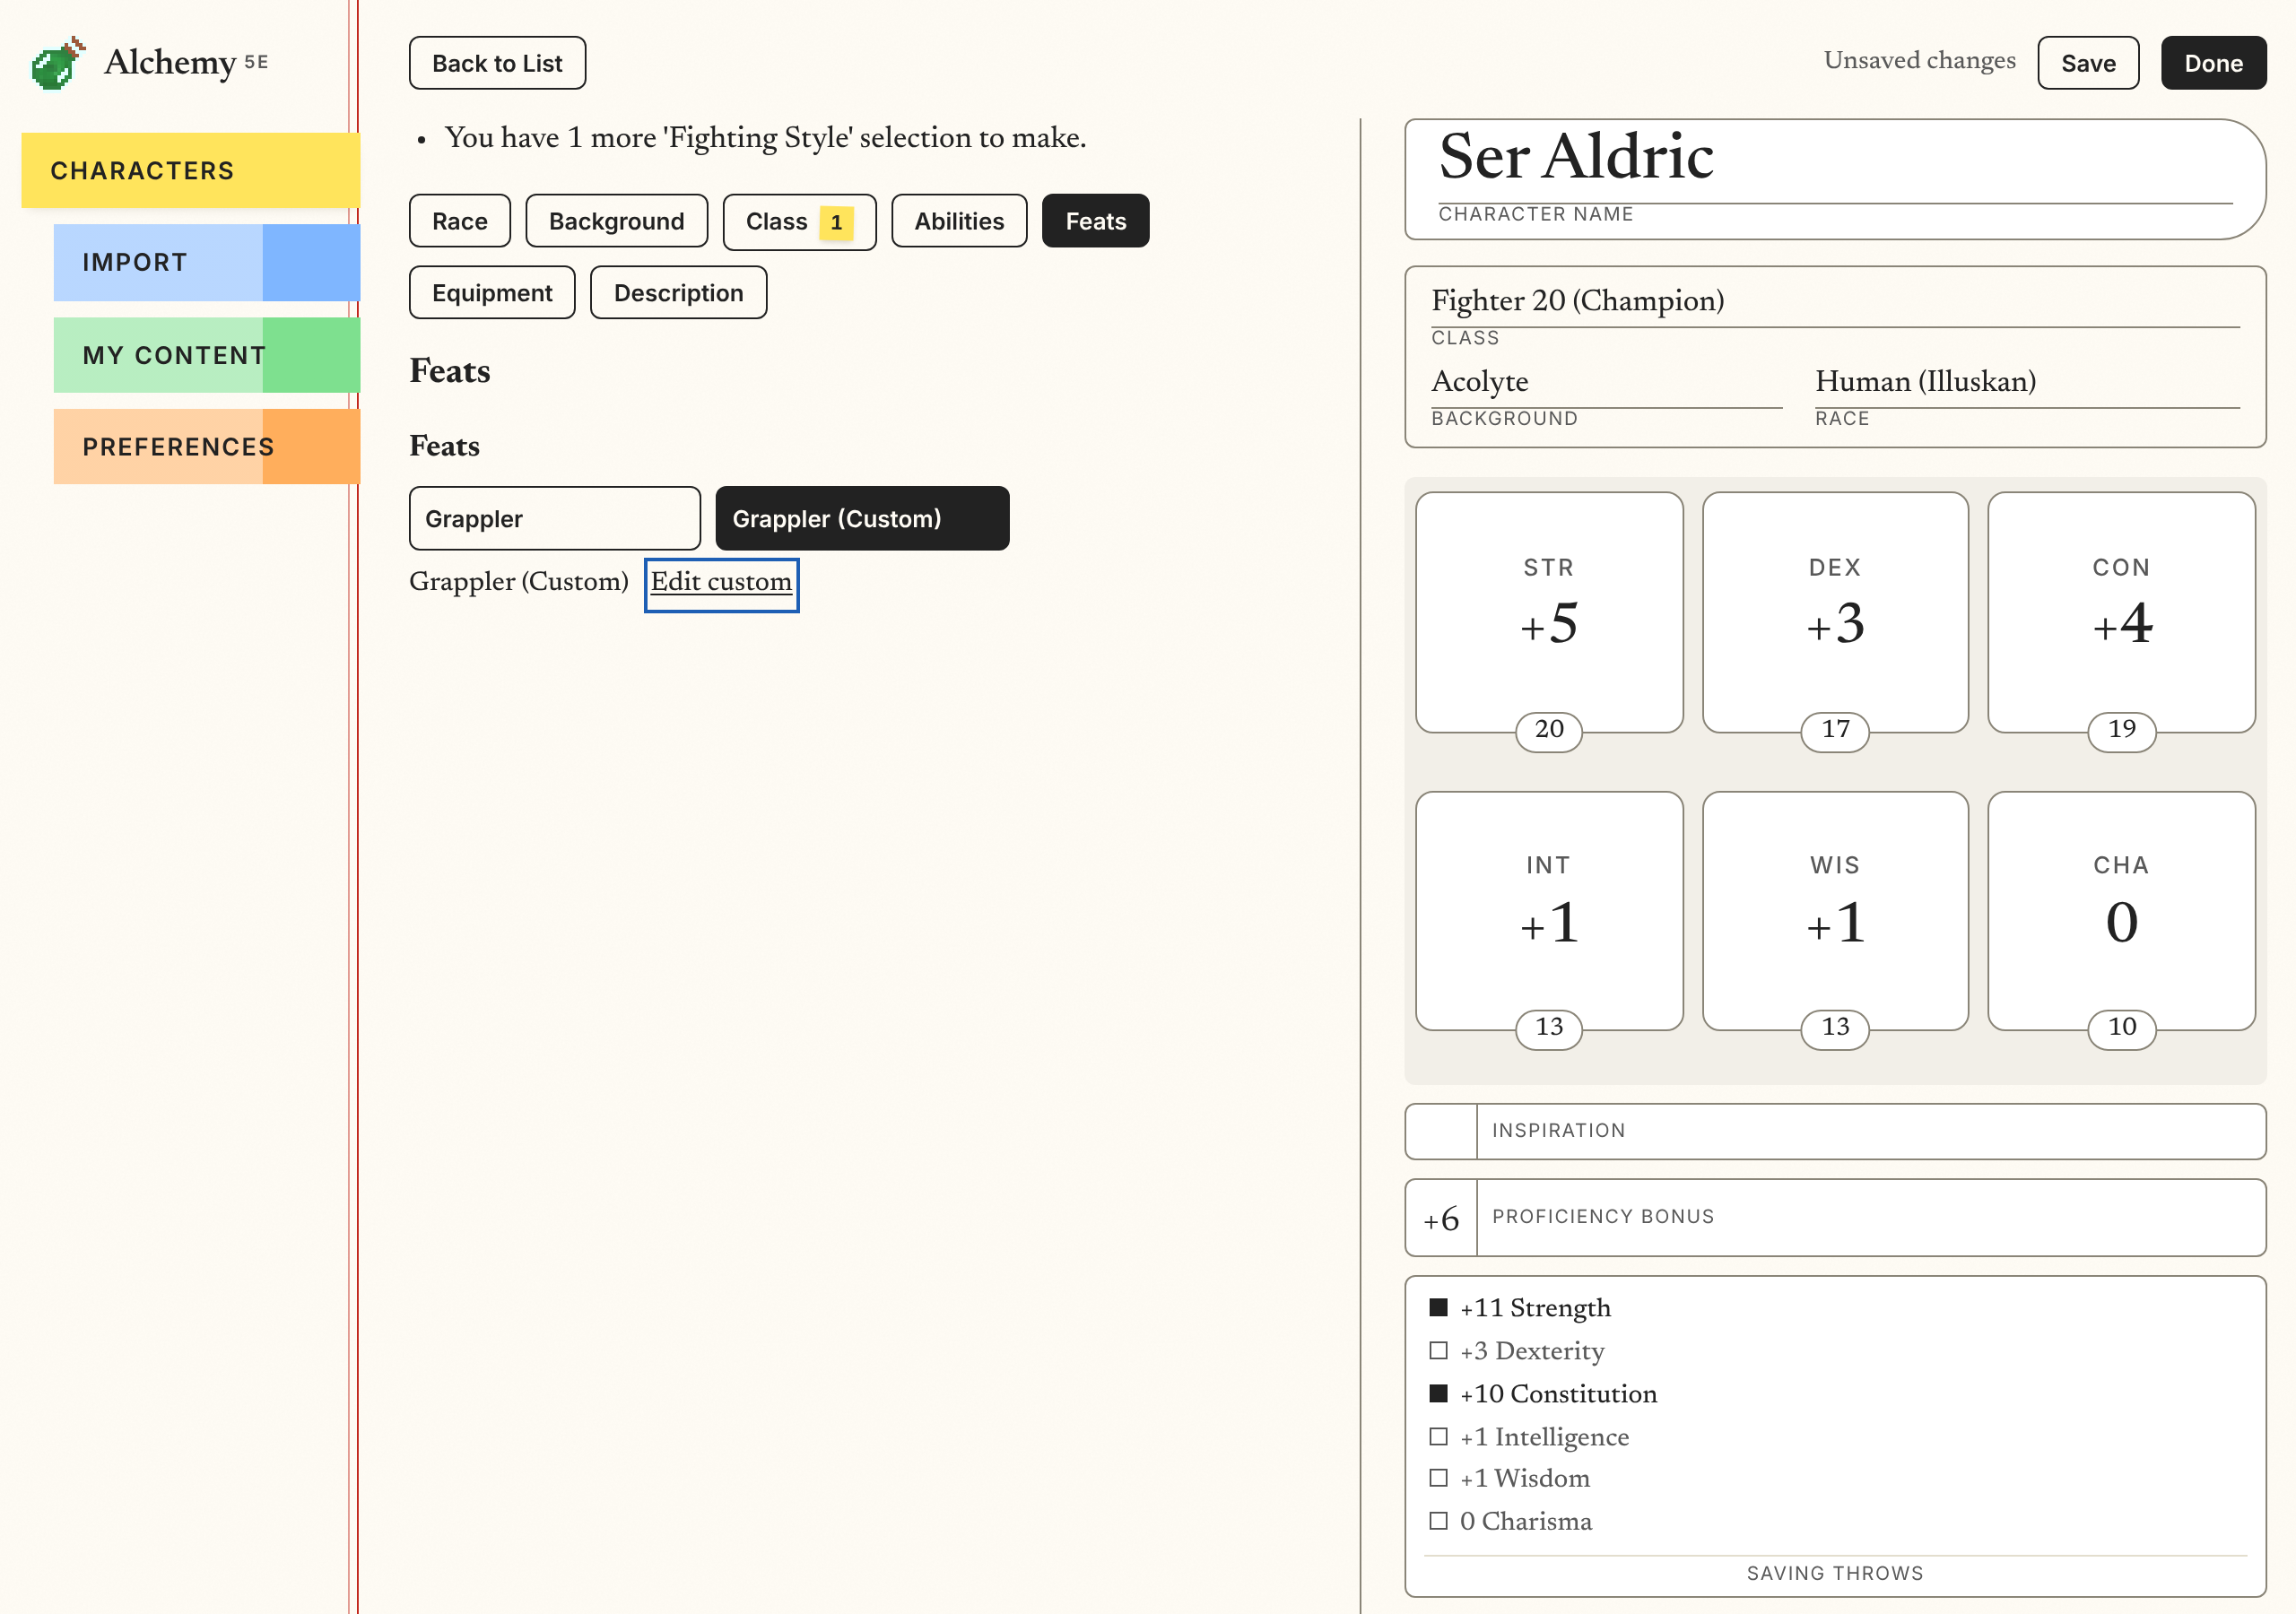 Alchemy 5E
CHARACTERS
IMPORT
MY CONTENT
PREFERENCES
Back to List
Unsaved changes
Save
Done
• You have 1 more 'Fighting Style' selection to make.
Race
Background
Class 1
Abilities
Feats
Equipment
Description
Feats
Feats
Grappler
Grappler (Custom)
Grappler (Custom) Edit custom
Ser Aldric
CHARACTER NAME
Fighter 20 (Champion)
CLASS
Acolyte
BACKGROUND
Human (Illuskan)
RACE
STR
+5
20
DEX
+3
17
CON
+4
19
INT
+1
13
WIS
+1
13
CHA
0
10
INSPIRATION
+6 PROFICIENCY BONUS
+11 Strength
+3 Dexterity
+10 Constitution
+1 Intelligence
+1 Wisdom
0 Charisma
SAVING THROWS